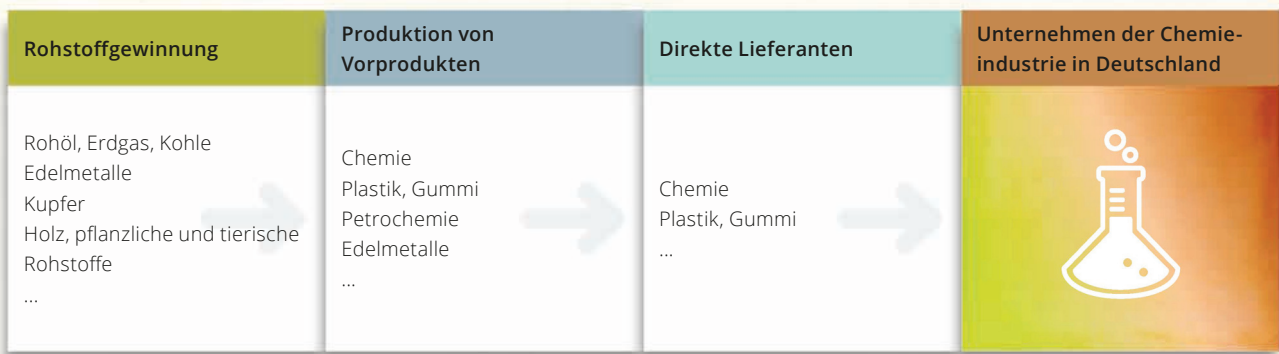 Rohstoffgewinnung
Rohöl, Erdgas, Kohle
Edelmetalle
Kupfer
Holz, pflanzliche und tierische
Rohstoffe
...
Produktion von
Vorprodukten
Chemie
Plastik, Gummi
Petrochemie
Edelmetalle
...
Direkte Lieferanten
Chemie
Plastik, Gummi
...
Unternehmen der Chemie-
industrie in Deutschland